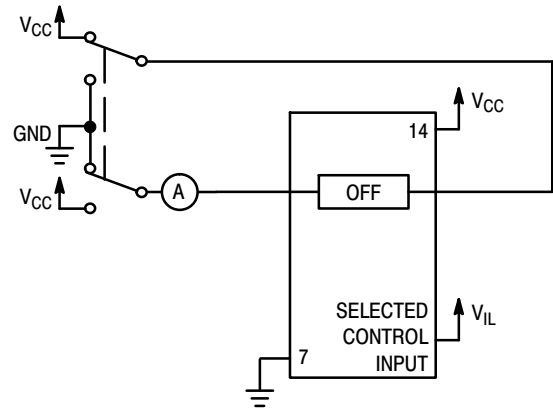 VCC
GND
VCC
A
14
VCC
OFF
SELECTED
CONTROL
INPUT
VIL
7